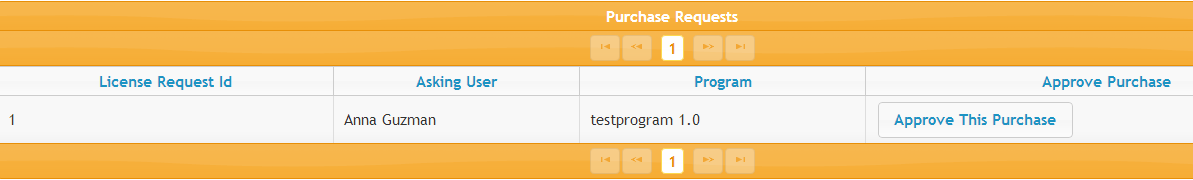 Purchase Requests
1
License Request Id Asking User Program Approve Purchase
1 Anna Guzman testprogram 1.0 Approve This Purchase
1